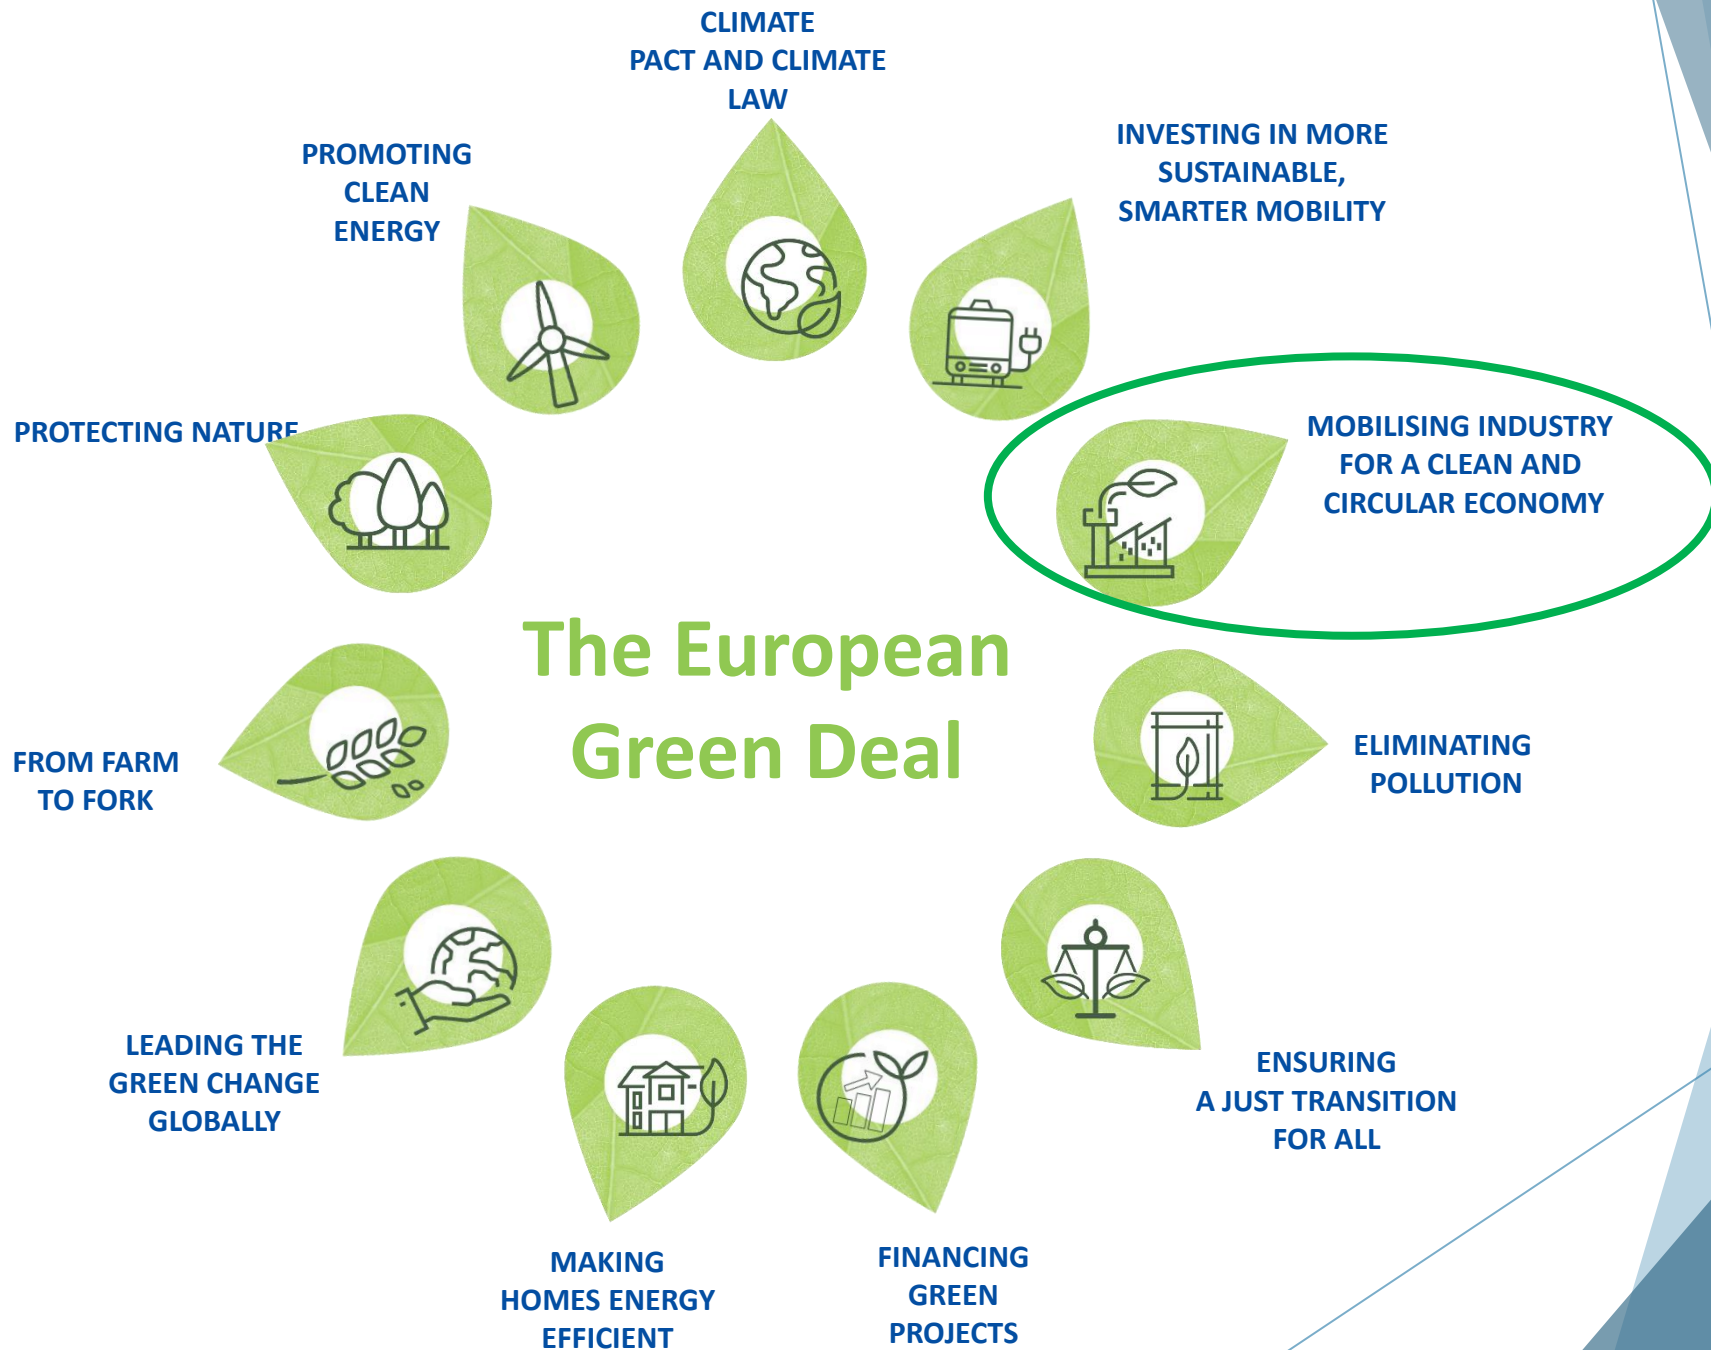 CLIMATE
PACT AND CLIMATE
LAW
INVESTING IN MORE
SUSTAINABLE,
SMARTER MOBILITY
MOBILISING INDUSTRY
FOR A CLEAN AND
CIRCULAR ECONOMY
ELIMINATING
POLLUTION
ENSURING
A JUST TRANSITION
FOR ALL
FINANCING
GREEN
PROJECTS
MAKING
HOMES ENERGY
EFFICIENT
LEADING THE
GREEN CHANGE
GLOBALLY
FROM FARM
TO FORK
PROTECTING NATURE
PROMOTING
CLEAN
ENERGY
The European
Green Deal